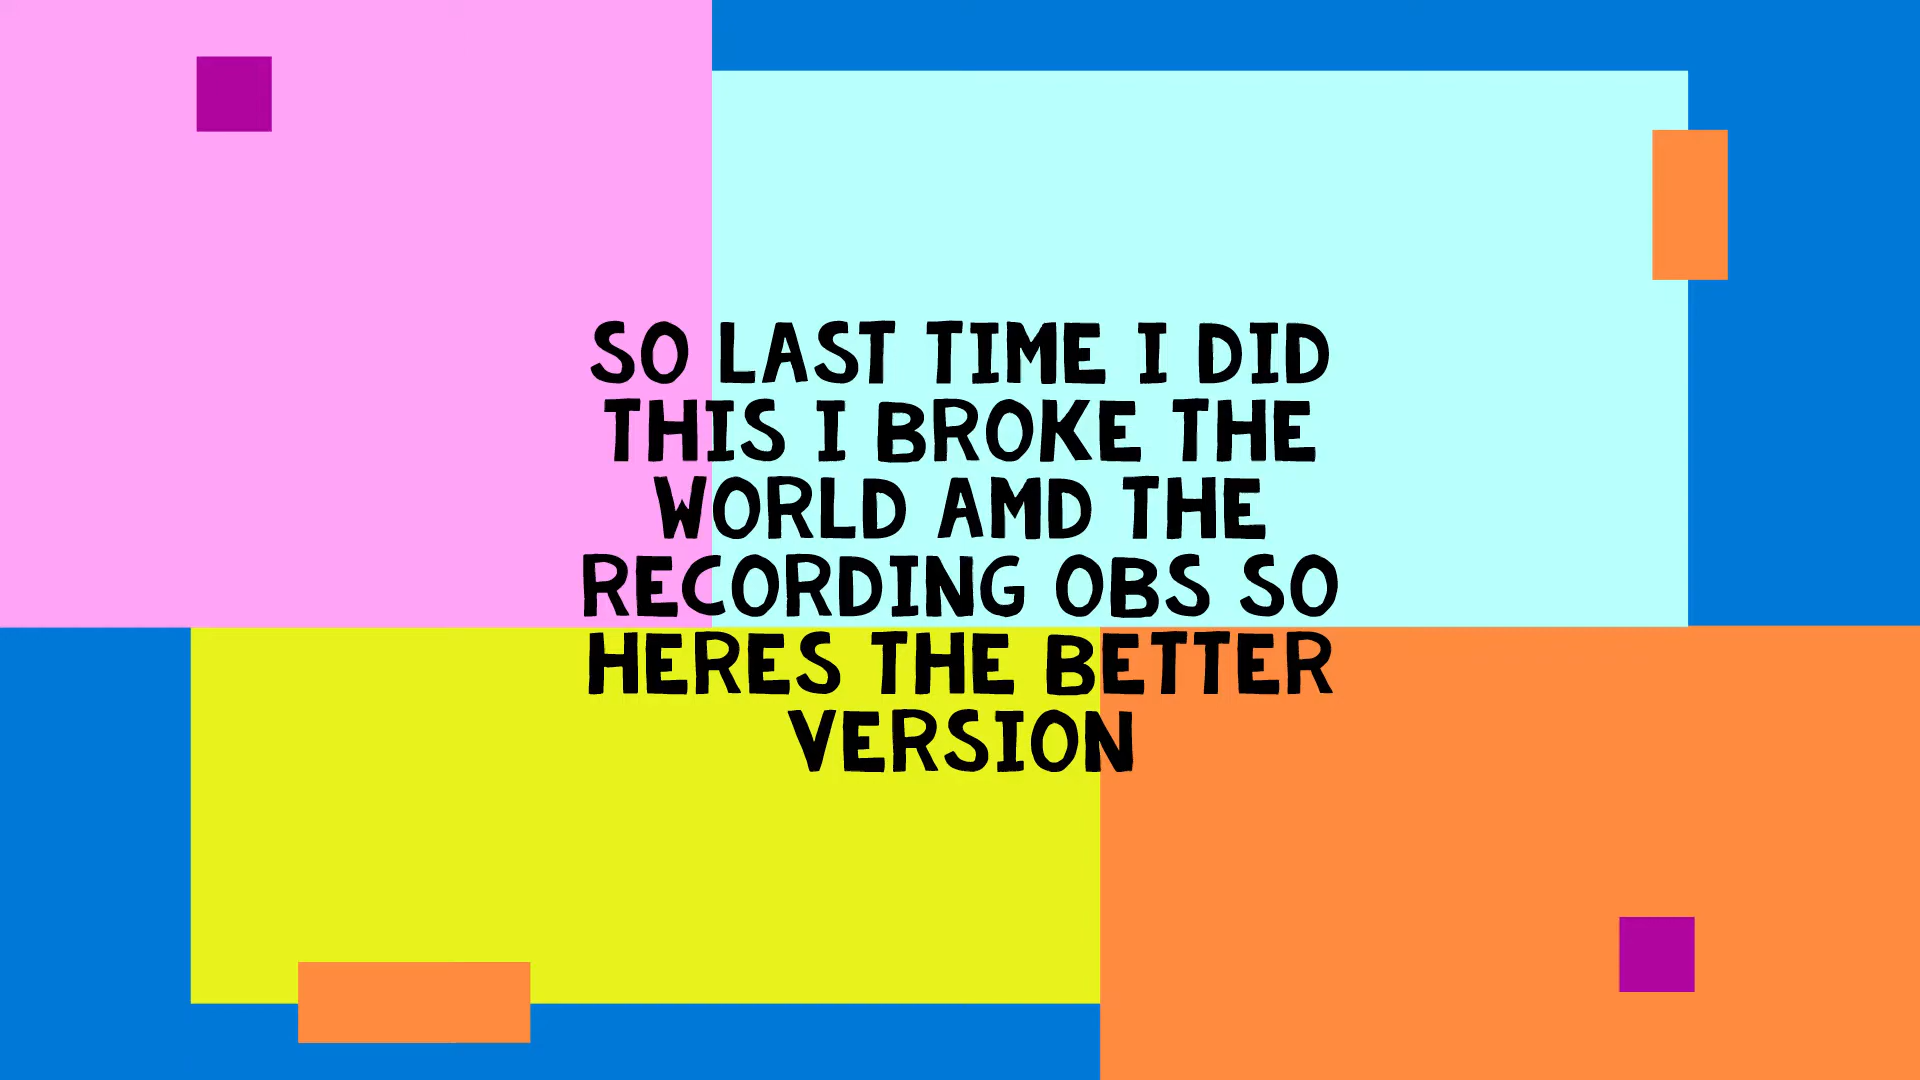 SO LAST TIME I DID
THIS I BROKE THE
WORLD AMD THE
RECORDING OBS SO
HERES THE BETTER
VERSION